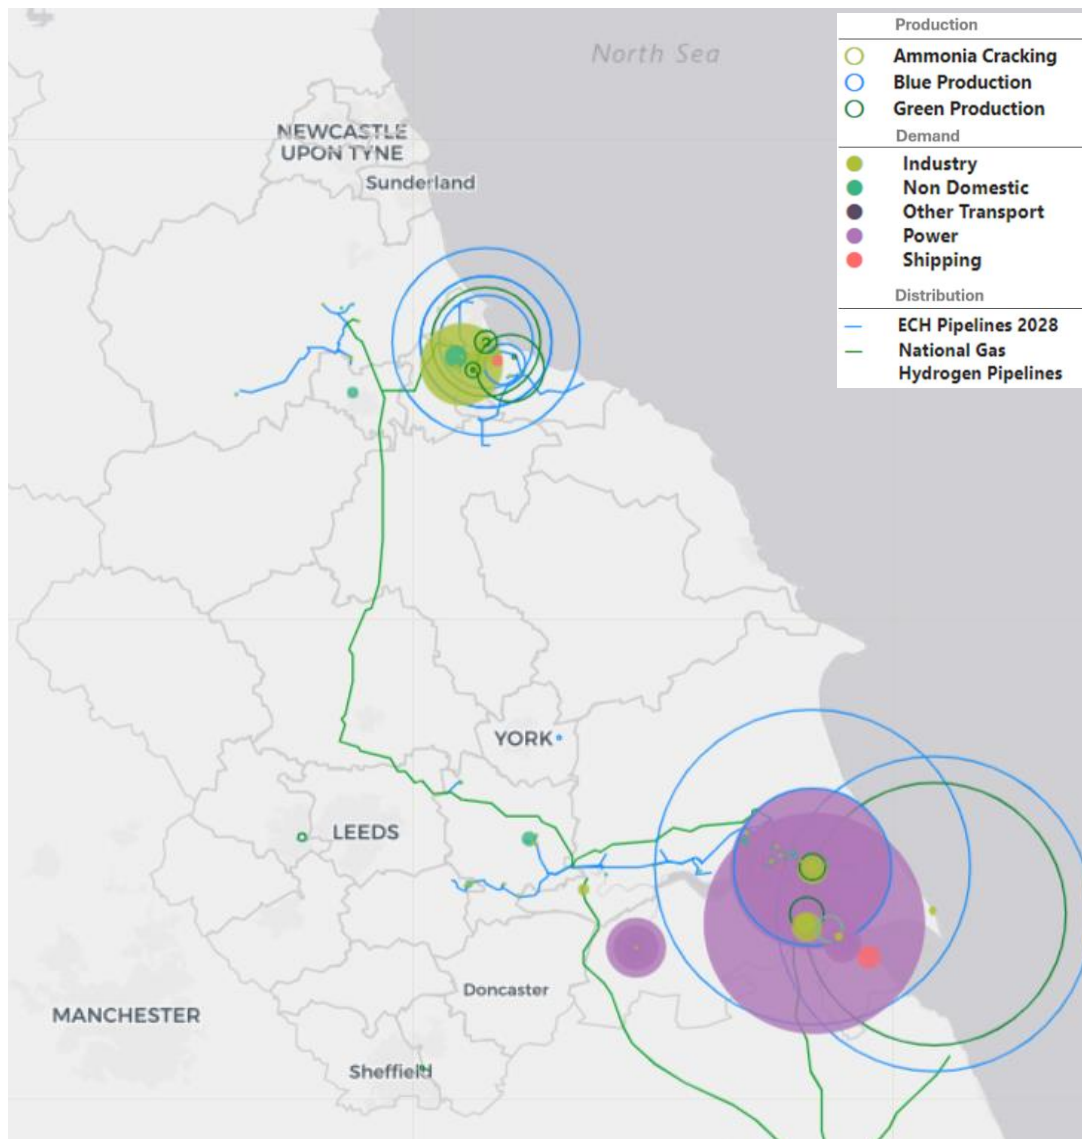 Production
Ammonia Cracking
Blue Production
Green Production
Demand
Industry
Non Domestic
Other Transport
Power
Shipping
Distribution
ECH Pipelines 2028
National Gas
Hydrogen Pipelines
North Sea
NEWCASTLE
UPON TYNE
Sunderland
YORK
LEEDS
Doncaster
MANCHESTER
Sheffield